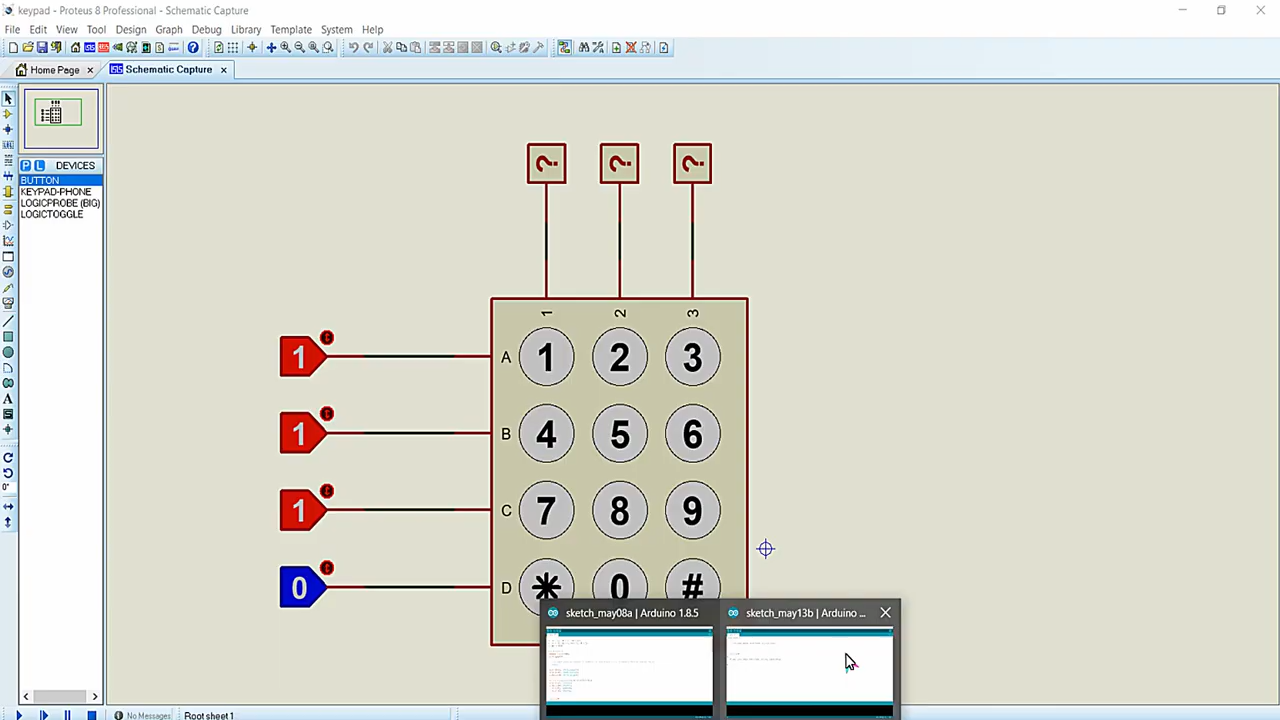 keypad - Proteus 8 Professional - Schematic Capture
File Edit View Tool Design Graph Debug Library Template System Help
Home Page
Schematic Capture
P L DEVICES
BUTTON
KEYPAD-PHONE
LOGICPROBE (BIG)
LOGICTOGGLE
? ? ?
1 2 3
1 A 1 2 3
1 B 4 5 6
1 C 7 8 9
0 D * 0 #
sketch_may08a | Arduino 1.8.5
sketch_may13b | Arduino ...
0°
No Messages
Root sheet 1